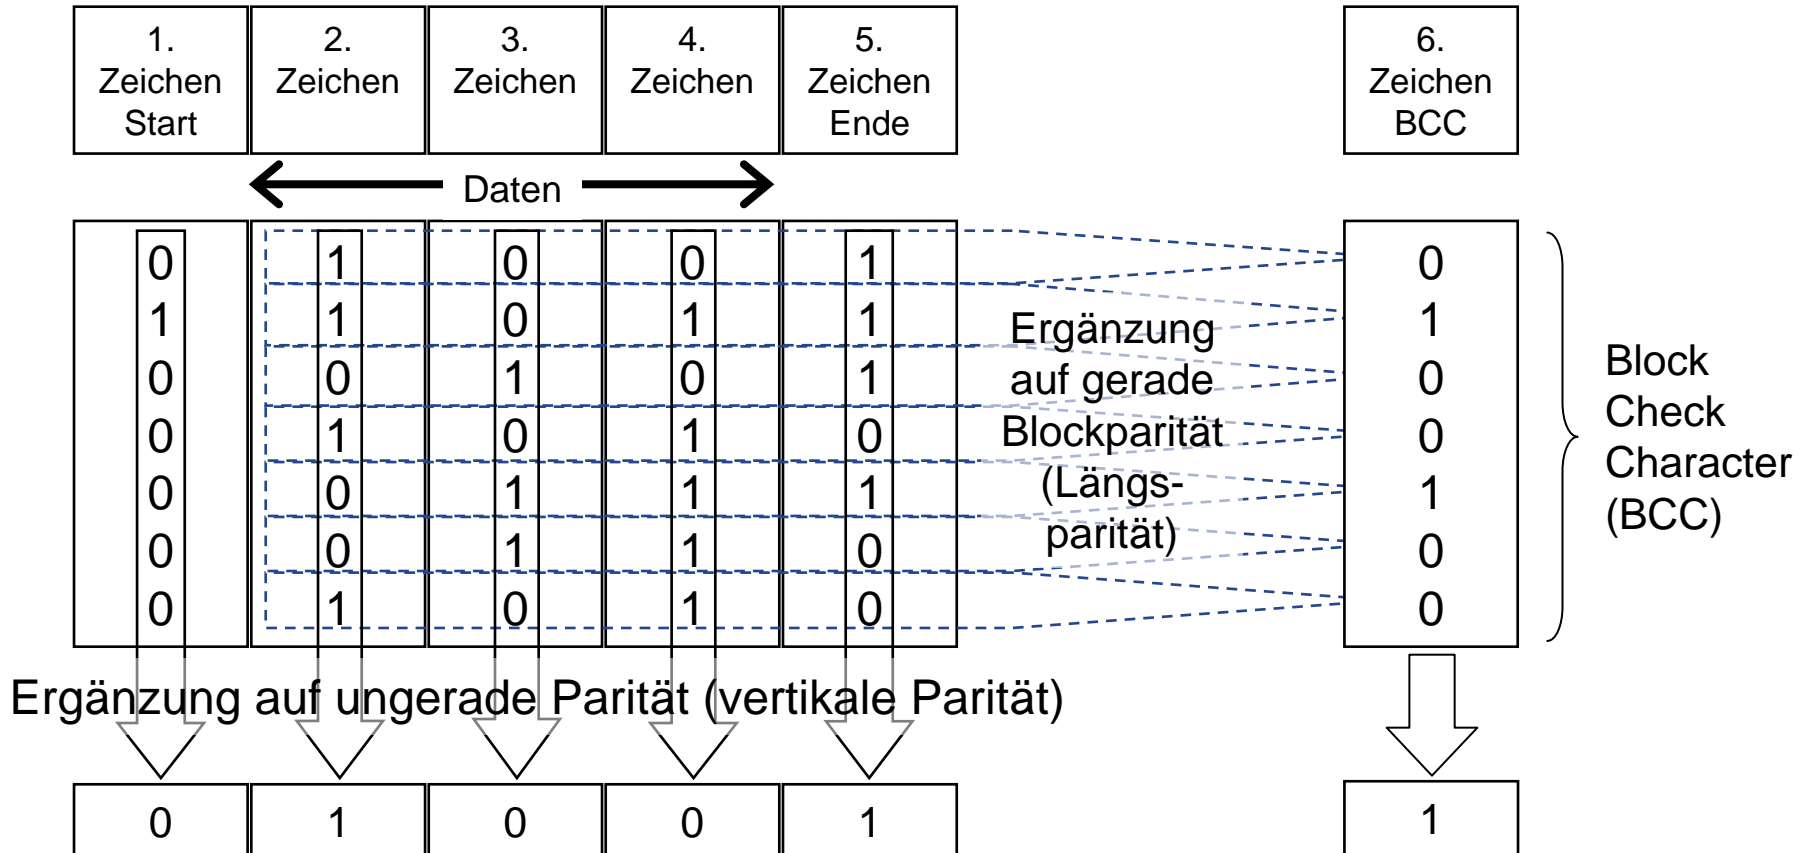 1. Zeichen Start
2. Zeichen
3. Zeichen
4. Zeichen
5. Zeichen Ende
6. Zeichen BCC
Daten
0 1 0 0 1 0
1 1 0 1 1 1
0 0 1 0 1 0
0 1 0 1 0 0
0 0 1 1 1 1
0 0 1 1 0 0
0 1 0 1 0 0
Ergänzung
auf gerade
Blockparität
(Längs-
parität)
Block
Check
Character
(BCC)
Ergänzung auf ungerade Parität (vertikale Parität)
0 1 0 0 1 1